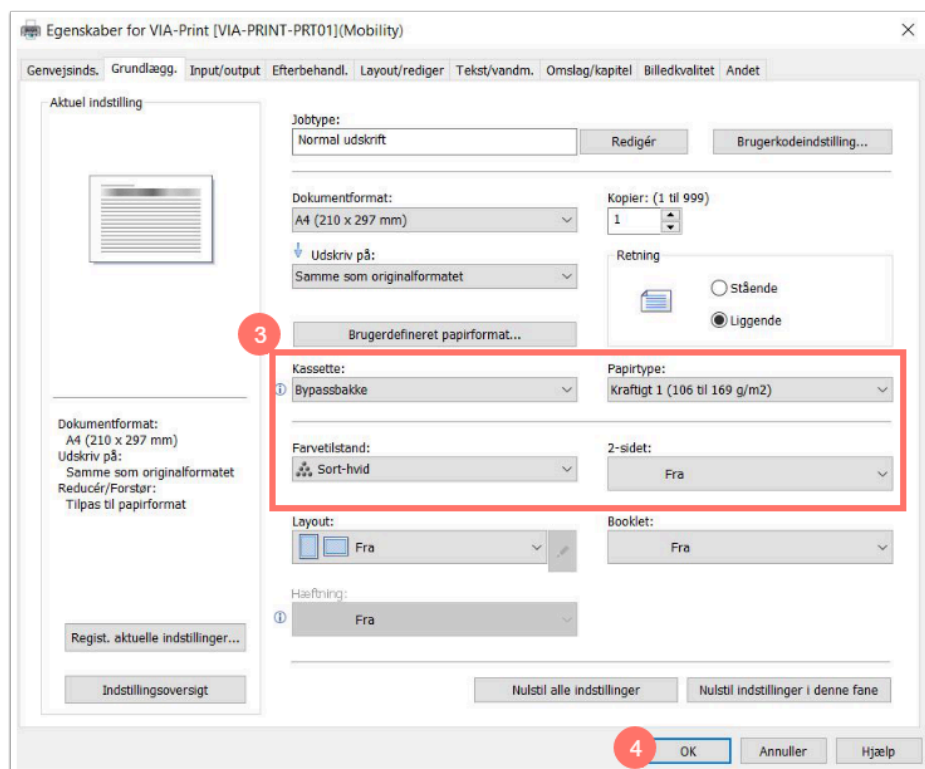 Egenskaber for VIA-Print [VIA-PRINT-PRT01](Mobility)
Genvejsinds. Grundlægg. Input/output Efterbehandl. Layout/rediger Tekst/vandm. Omslag/kapitel Billedkvalitet Andet
Aktuel indstilling
Jobtype:
Normal udskrift
Redigér
Brugerkodeindstilling...
Dokumentformat:
A4 (210 x 297 mm)
Kopier: (1 til 999)
1
Udskriv på:
Samme som originalformatet
Retning
Stående
Liggende
3
Brugerdefineret papirformat...
Kassette:
Bypassbakke
Papirtype:
Kraftigt 1 (106 til 169 g/m2)
Farvetilstand:
Sort-hvid
2-sidet:
Fra
Layout:
Fra
Booklet:
Fra
Hæftning:
Fra
Dokumentformat:
A4 (210 x 297 mm)
Udskriv på:
Samme som originalformatet
Reducér/Forstør:
Tilpas til papirformat
Regist. aktuelle indstillinger...
Indstillingsoversigt
Nulstil alle indstillinger
Nulstil indstillinger i denne fane
4
OK
Annuller
Hjælp